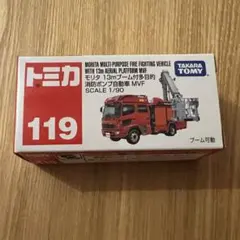 トミカ
119
MORITA MULTI-PURPOSE FIRE FIGHTING VEHICLE
WITH 13m AERIAL PLATFORM MVF
モリタ 13mブーム付多目的
消防ポンプ自動車 MVF
SCALE 1/90
TAKARA
TOMY
ブーム可動